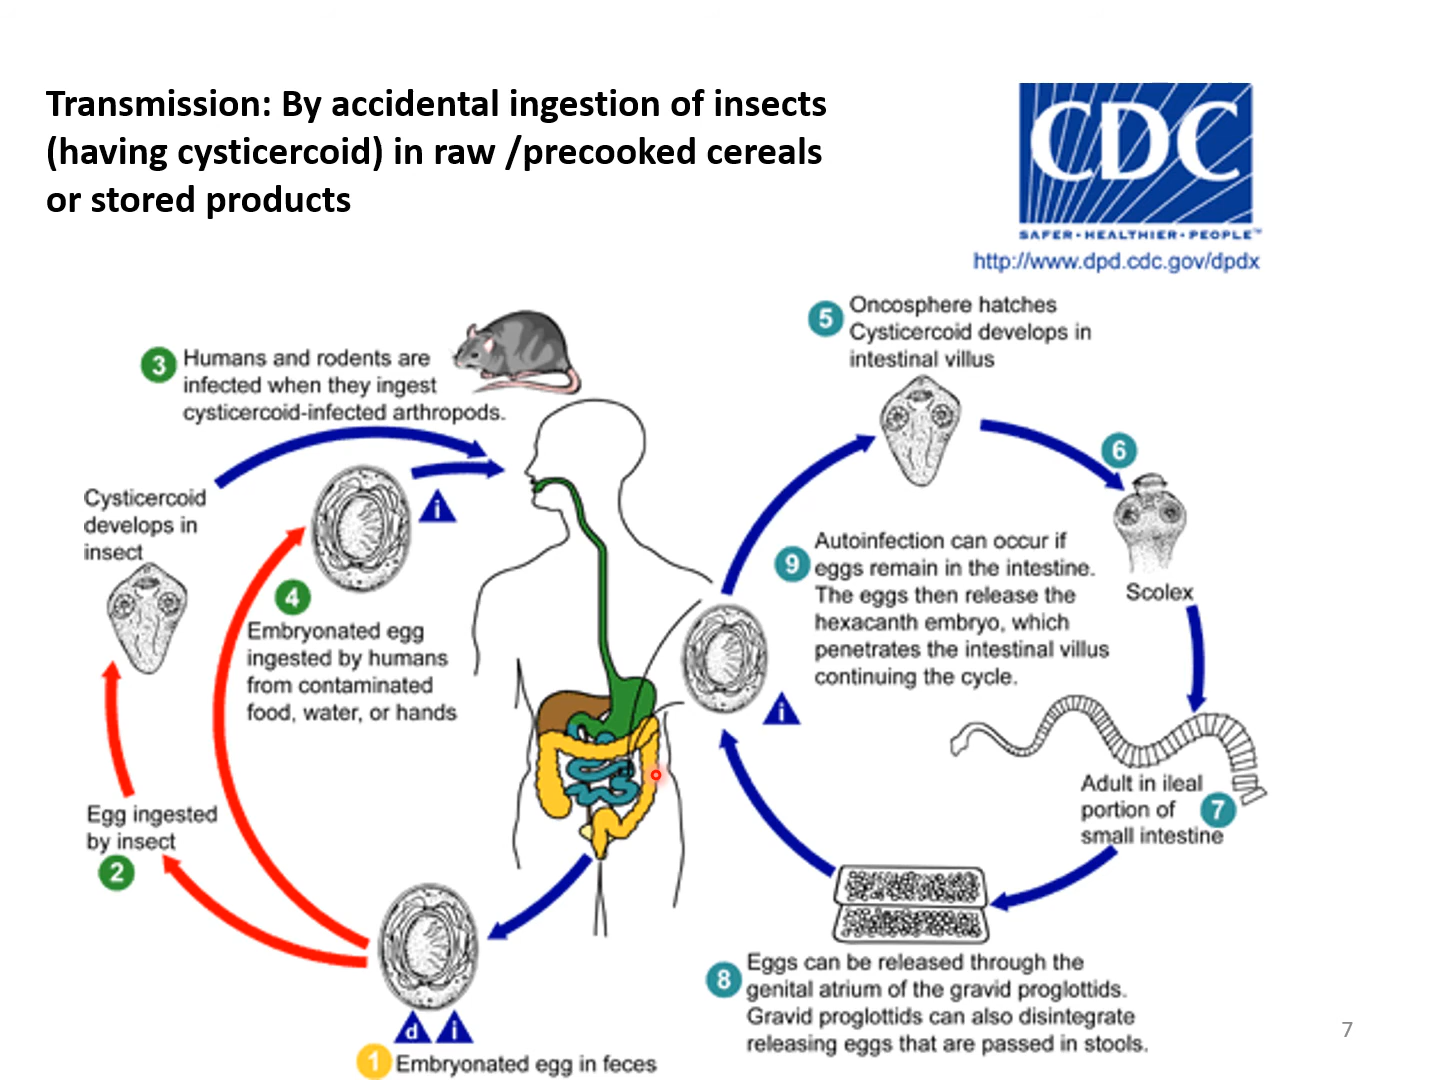 Transmission: By accidental ingestion of insects
(having cysticercoid) in raw /precooked cereals
or stored products
CDC
SAFER•HEALTHIER•PEOPLE™
http://www.dpd.cdc.gov/dpdx
3
Humans and rodents are
infected when they ingest
cysticercoid-infected arthropods.
5
Oncosphere hatches
Cysticercoid develops in
intestinal villus
6
Scolex
Cysticercoid
develops in
insect
i
4
Embryonated egg
ingested by humans
from contaminated
food, water, or hands
9
Autoinfection can occur if
eggs remain in the intestine.
The eggs then release the
hexacanth embryo, which
penetrates the intestinal villus
continuing the cycle.
i
Adult in ileal
portion of
small intestine
7
Egg ingested
by insect
2
8
Eggs can be released through the
genital atrium of the gravid proglottids.
Gravid proglottids can also disintegrate
releasing eggs that are passed in stools.
d i
1
Embryonated egg in feces
7